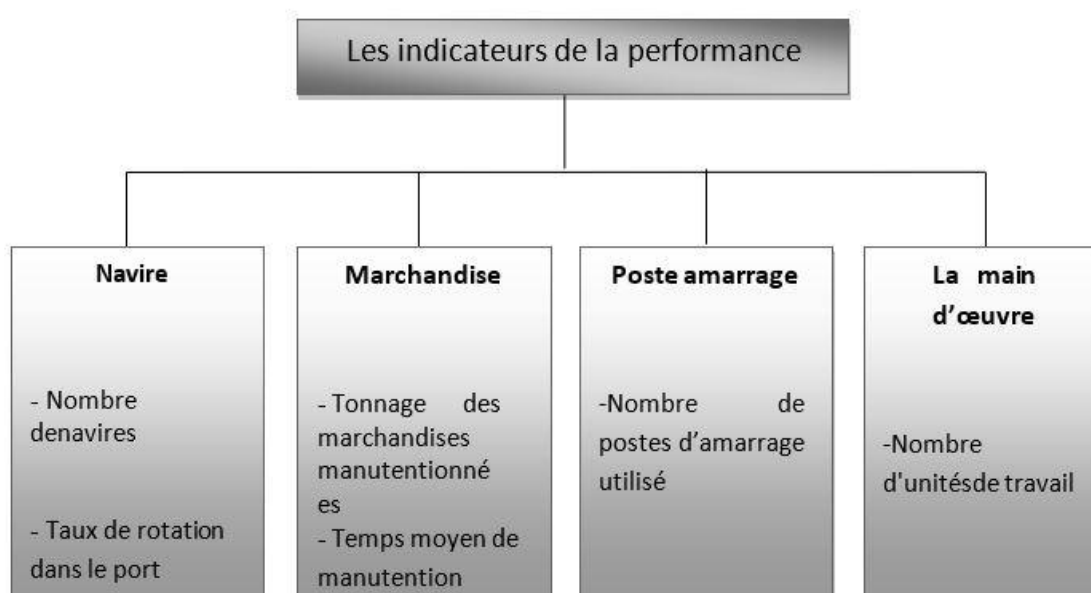 Les indicateurs de la performance
Navire
- Nombre
denavires
- Taux de rotation
dans le port
Marchandise
- Tonnage des
marchandises
manutentionné
es
- Temps moyen de
manutention
Poste amarrage
-Nombre de
postes d’amarrage
utilisé
La main
d’œuvre
-Nombre
d'unitésde travail